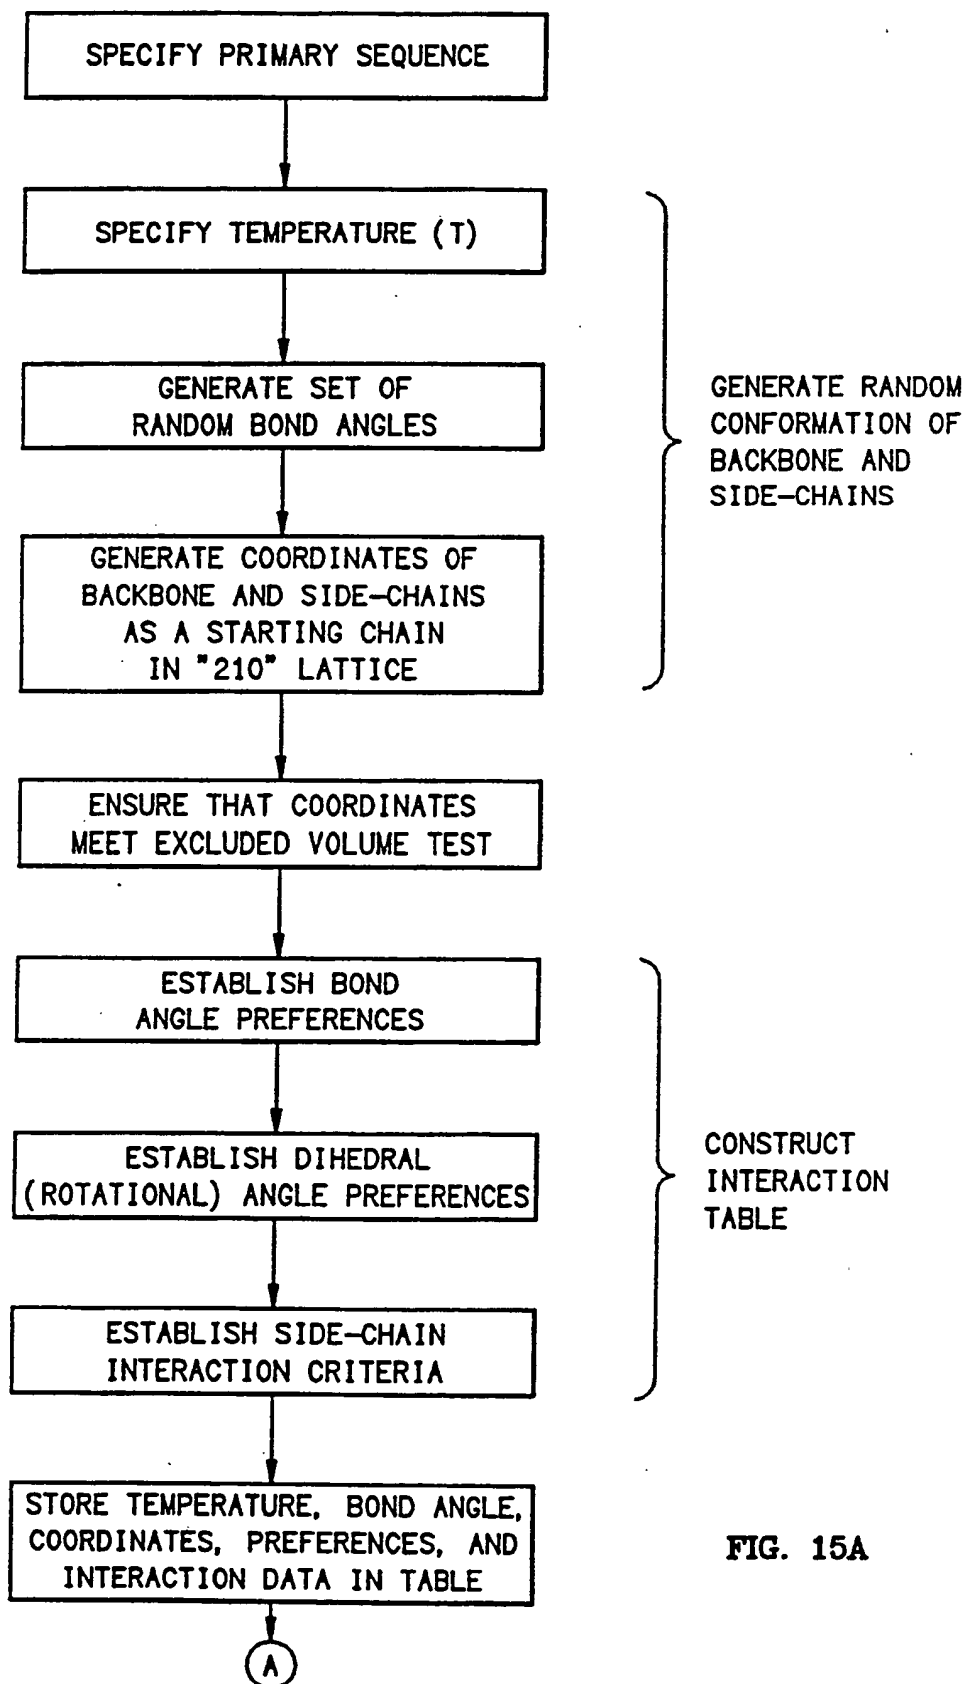 SPECIFY PRIMARY SEQUENCE
SPECIFY TEMPERATURE (T)
GENERATE SET OF
RANDOM BOND ANGLES
GENERATE COORDINATES OF
BACKBONE AND SIDE-CHAINS
AS A STARTING CHAIN
IN "210" LATTICE
GENERATE RANDOM
CONFORMATION OF
BACKBONE AND
SIDE-CHAINS
ENSURE THAT COORDINATES
MEET EXCLUDED VOLUME TEST
ESTABLISH BOND
ANGLE PREFERENCES
ESTABLISH DIHEDRAL
(ROTATIONAL) ANGLE PREFERENCES
ESTABLISH SIDE-CHAIN
INTERACTION CRITERIA
CONSTRUCT
INTERACTION
TABLE
STORE TEMPERATURE, BOND ANGLE,
COORDINATES, PREFERENCES, AND
INTERACTION DATA IN TABLE
A
FIG. 15A